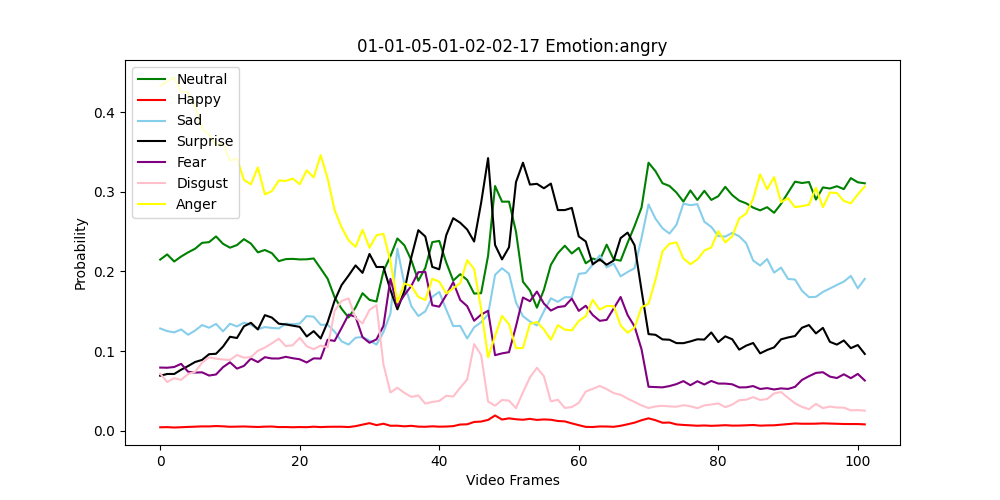 01-01-05-01-02-02-17 Emotion:angry
Neutral
Happy
Sad
Surprise
Fear
Disgust
Anger
Probability
0.4
0.3
0.2
0.1
0.0
0 20 40 60 80 100
Video Frames